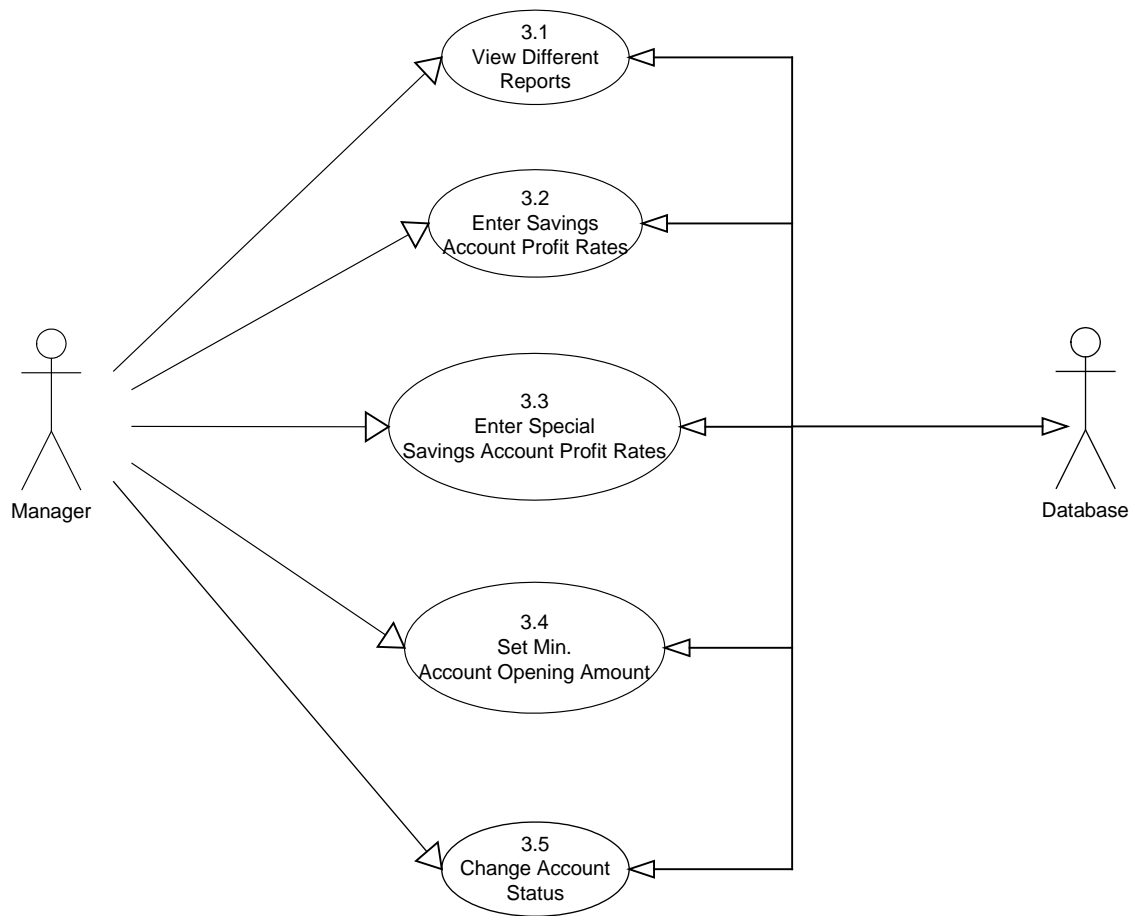 3.1
View Different
Reports
3.2
Enter Savings
Account Profit Rates
3.3
Enter Special
Savings Account Profit Rates
Manager
Database
3.4
Set Min.
Account Opening Amount
3.5
Change Account
Status